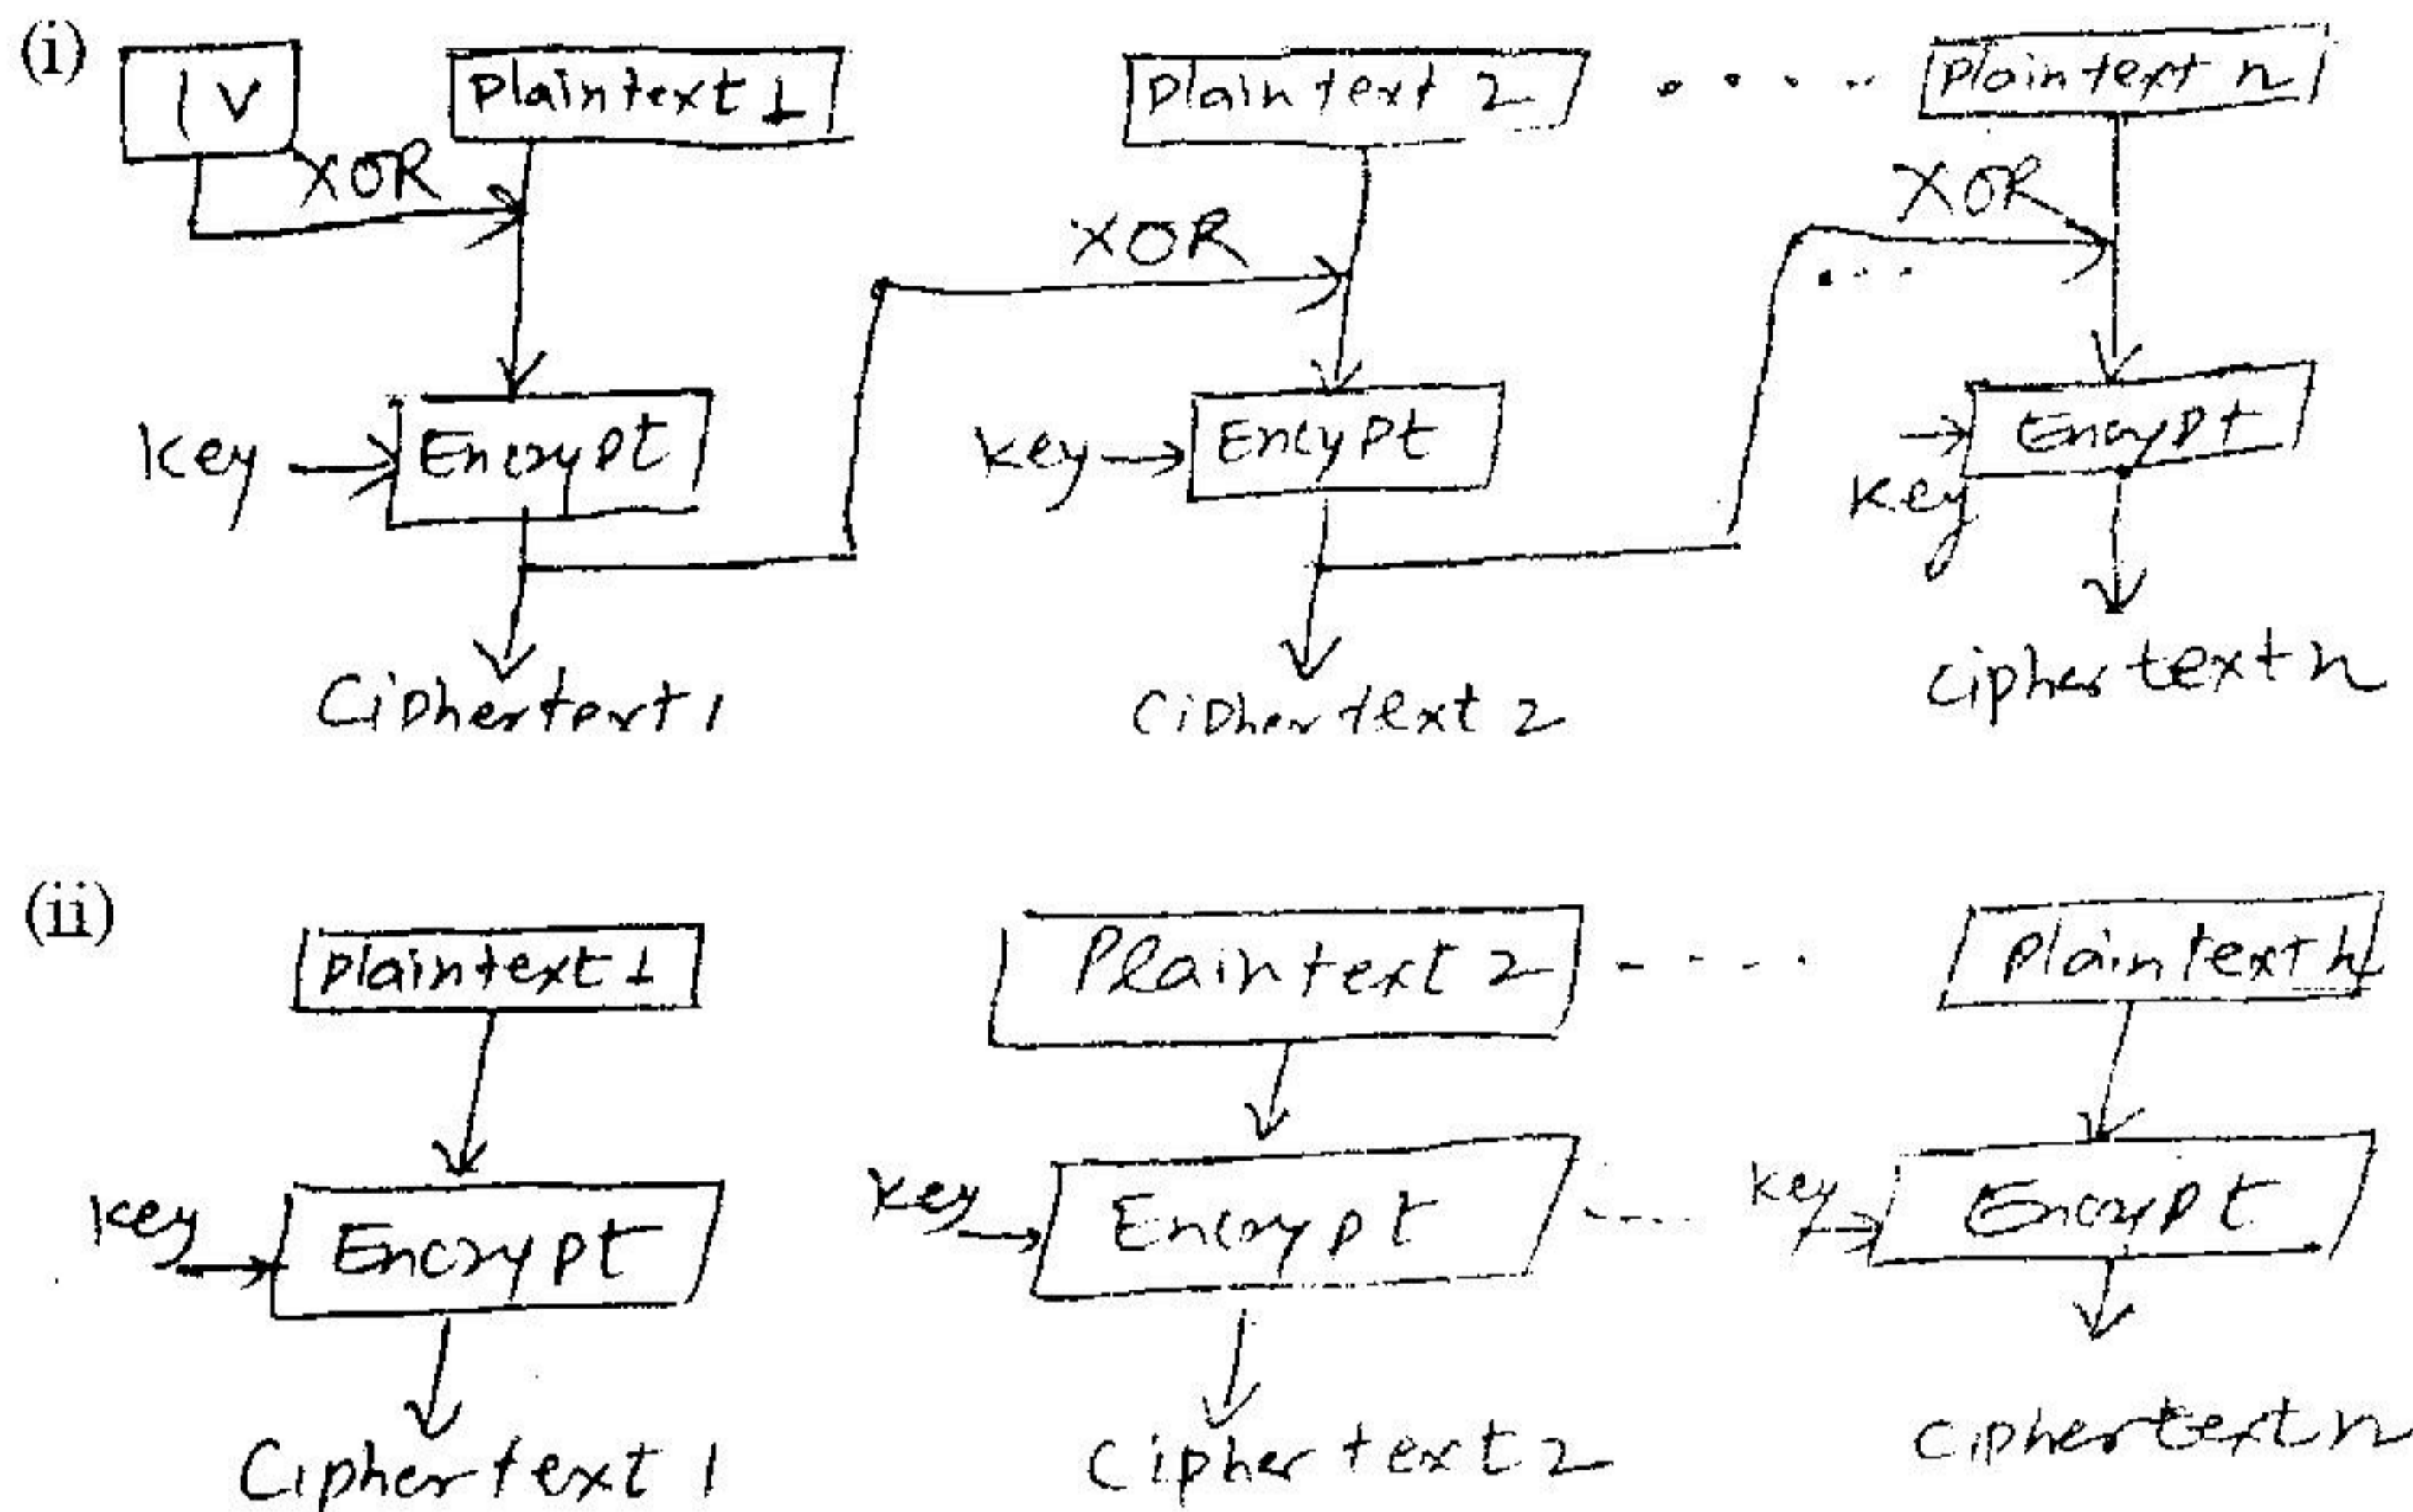 (i)
IV Plaintext 1 Plaintext 2 .... Plaintext n
XOR XOR XOR
...
Key Encrypt Key Encypt Key Encrypt
Ciphertext 1 Ciphertext 2 Ciphertext n
(ii)
Plaintext 1 Plaintext 2 ---- Plaintext n
Key Encrypt Key Encrypt ---- Key Encrypt
Ciphertext 1 Ciphertext 2 Ciphertext n